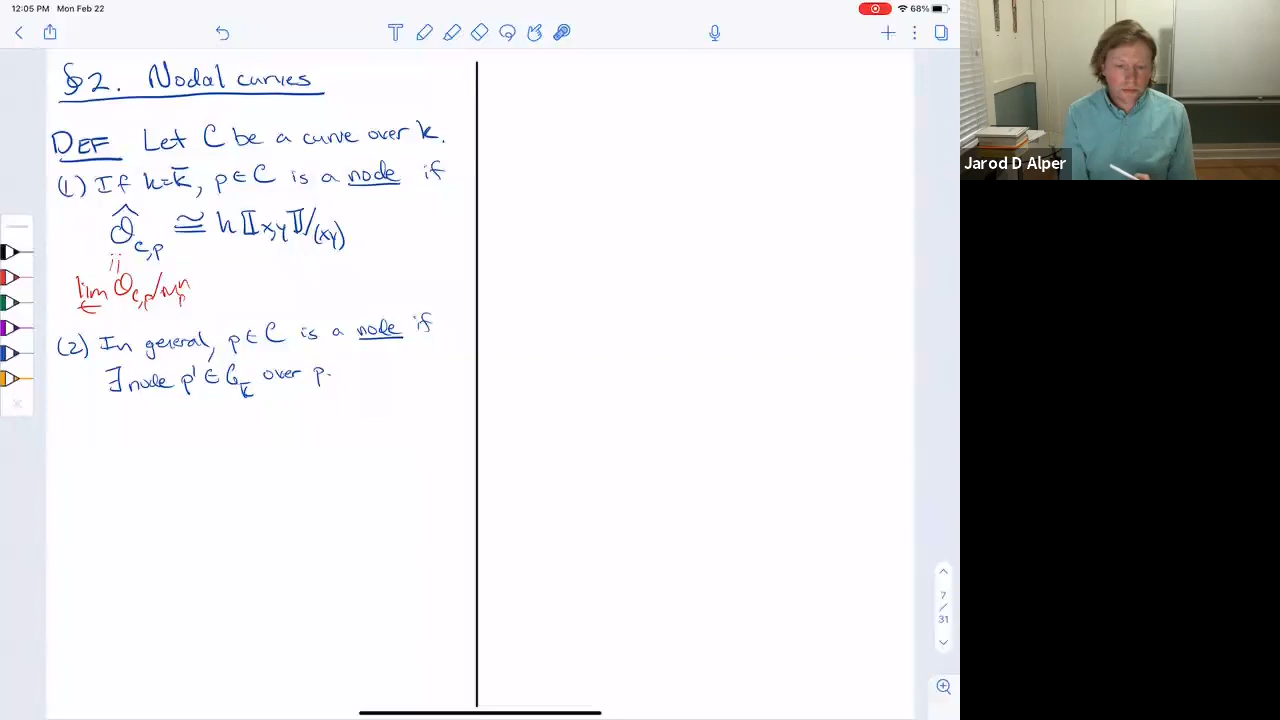 12:05 PM Mon Feb 22
68%
§2. Nodal curves
DEF Let C be a curve over k.
(1) If k=k̄, p∈C is a node if
Ô_{C,p} ≅ k⟦x,y⟧/(xy)
lim← O_{C,p}/m_p^n
(2) In general, p∈C is a node if
∃ node p'∈C_{k̄} over p.
Jarod D Alper
7
/
31